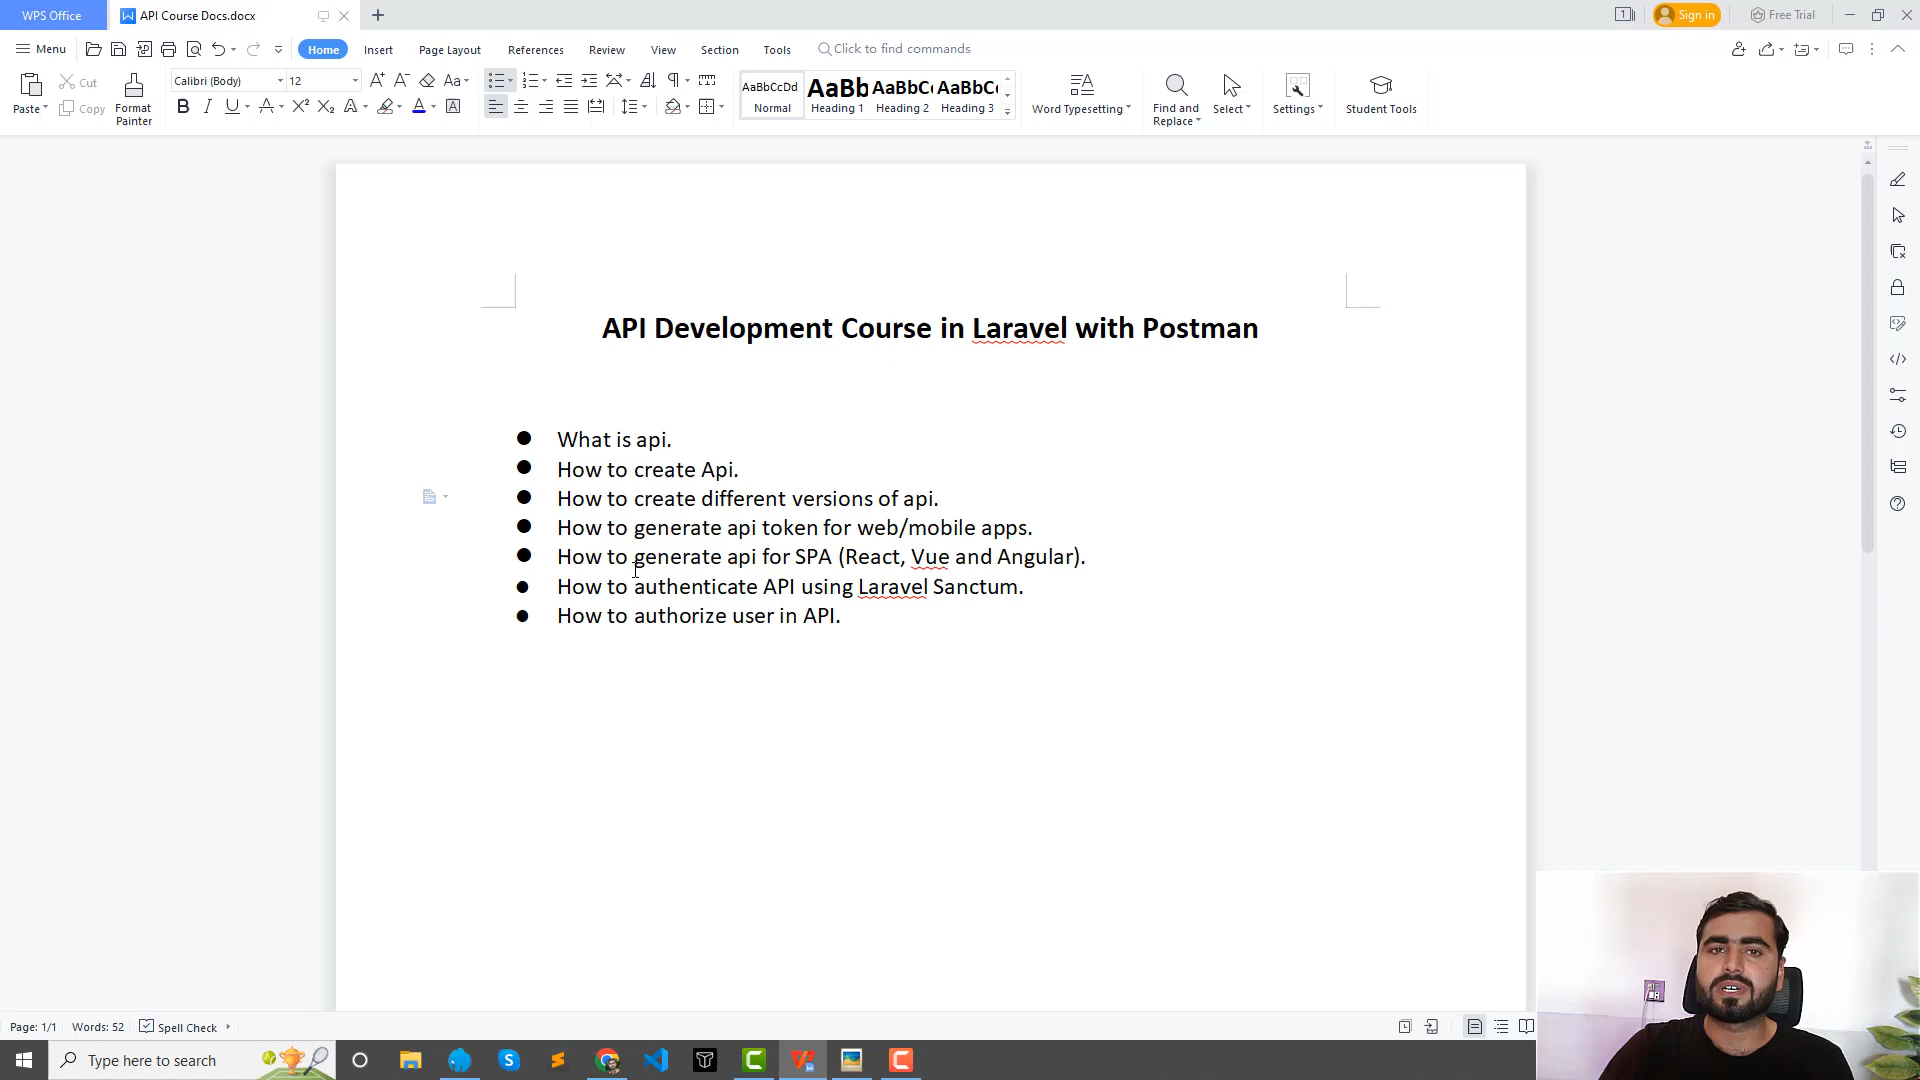 WPS Office
API Course Docs.docx
Sign in
Free Trial
Menu
Home
Insert
Page Layout
References
Review
View
Section
Tools
Click to find commands
Paste
Cut
Copy
Format Painter
Calibri (Body)
12
AaBbCcDd
Normal
AaBb
Heading 1
AaBbC
Heading 2
AaBbC
Heading 3
Word Typesetting
Find and Replace
Select
Settings
Student Tools
API Development Course in Laravel with Postman
● What is api.
● How to create Api.
● How to create different versions of api.
● How to generate api token for web/mobile apps.
● How to generate api for SPA (React, Vue and Angular).
● How to authenticate API using Laravel Sanctum.
● How to authorize user in API.
Page: 1/1
Words: 52
Spell Check
Type here to search